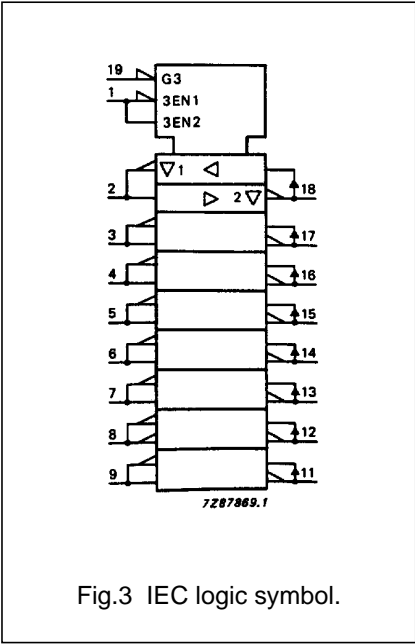 19 G3
1 3EN1
3EN2
2 ▽1 ◁ 18
▷ 2▽
3 17
4 16
5 15
6 14
7 13
8 12
9 11
7Z87869.1
Fig.3 IEC logic symbol.